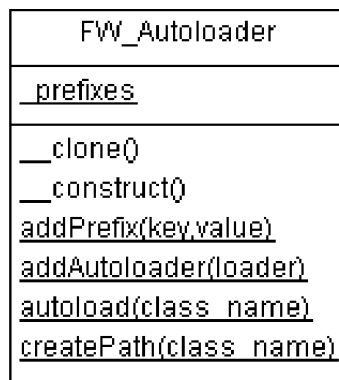 FW_Autoloader
_prefixes
__clone()
__construct()
addPrefix(key,value)
addAutoloader(loader)
autoload(class_name)
createPath(class_name)